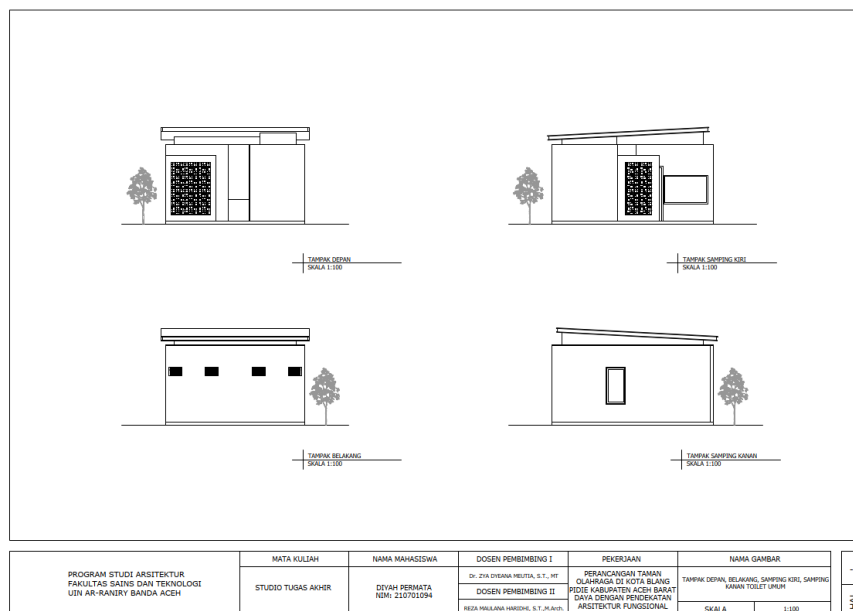 TAMPAK DEPAN
SKALA 1:100
TAMPAK SAMPING KIRI
SKALA 1:100
TAMPAK BELAKANG
SKALA 1:100
TAMPAK SAMPING KANAN
SKALA 1:100
PROGRAM STUDI ARSITEKTUR
FAKULTAS SAINS DAN TEKNOLOGI
UIN AR-RANIRY BANDA ACEH
MATA KULIAH
STUDIO TUGAS AKHIR
NAMA MAHASISWA
DIYAH PERMATA
NIM: 210701094
DOSEN PEMBIMBING I
Dr. ZYA DYEANA MEUTIA, S.T., MT
DOSEN PEMBIMBING II
REZA MAULANA HARIDHI, S.T.,M.Arch.
PEKERJAAN
PERANCANGAN TAMAN
OLAHRAGA DI KOTA BLANG
PIDIE KABUPATEN ACEH BARAT
DAYA DENGAN PENDEKATAN
ARSITEKTUR FUNGSIONAL
NAMA GAMBAR
TAMPAK DEPAN, BELAKANG, SAMPING KIRI, SAMPING
KANAN TOILET UMUM
SKALA
1:100